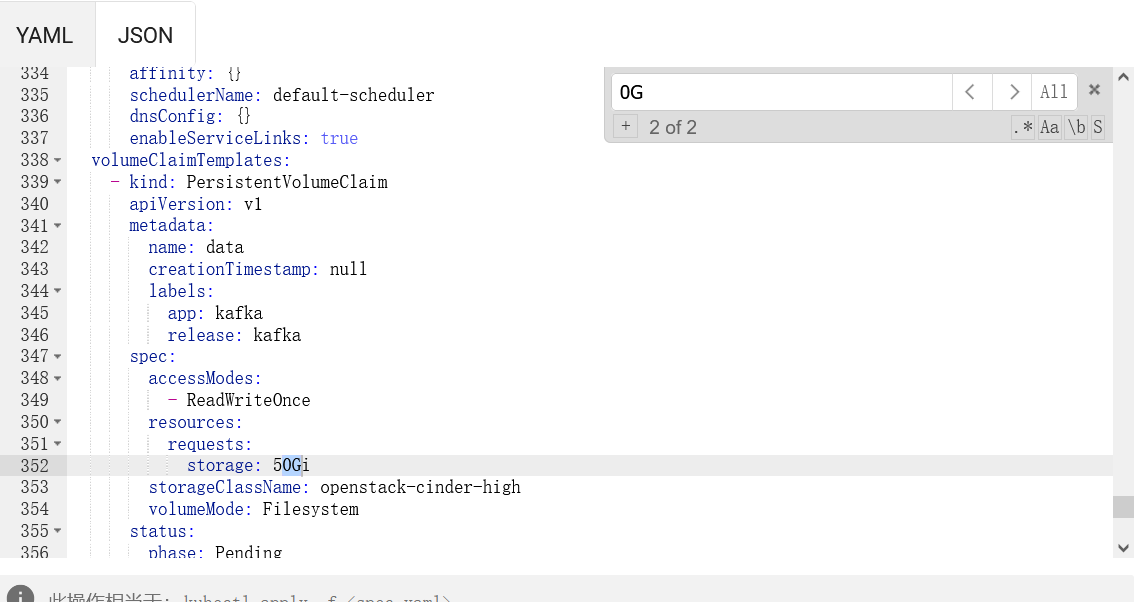 YAML JSON
334 affinity: {}
335 schedulerName: default-scheduler
336 dnsConfig: {}
337 enableServiceLinks: true
338 volumeClaimTemplates:
339 - kind: PersistentVolumeClaim
340 apiVersion: v1
341 metadata:
342 name: data
343 creationTimestamp: null
344 labels:
345 app: kafka
346 release: kafka
347 spec:
348 accessModes:
349 - ReadWriteOnce
350 resources:
351 requests:
352 storage: 50Gi
353 storageClassName: openstack-cinder-high
354 volumeMode: Filesystem
355 status:
356 phase: Pending
0G All
+ 2 of 2 .* Aa \b S
此操作相当于: kubectl apply -f <spec.yaml>